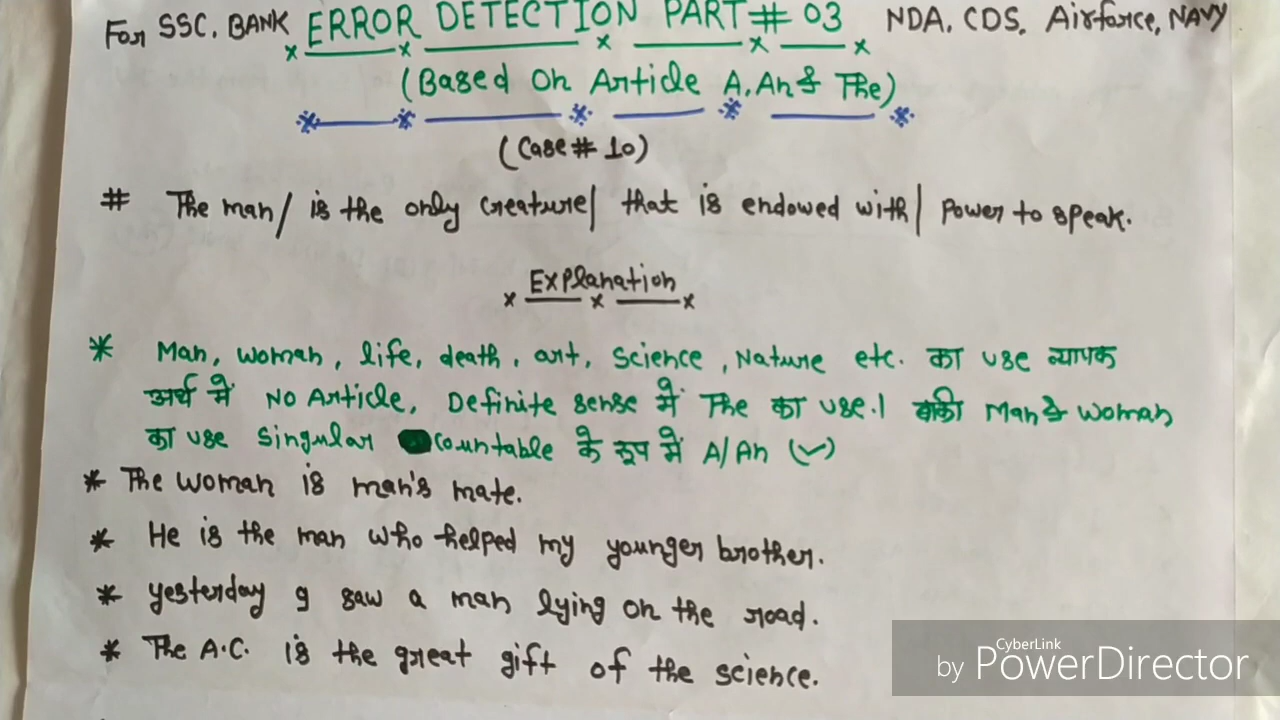 For SSC, BANK ERROR DETECTION PART # 03 NDA, CDS, Airforce, NAVY
(Based On Article A, An & The)
(Case # 10)
# The man / is the only creature / that is endowed with / power to speak.
Explanation
* Man, woman, life, death, art, Science, Nature etc. का use व्यापक
अर्थ में NO Article, Definite sense में The का use । बाकी Man & woman
का use Singular countable के रूप में A/An (✓)
* The woman is man's mate.
* He is the man who helped my younger brother.
* yesterday I saw a man lying on the road.
* The A.C. is the great gift of the science.
by CyberLink PowerDirector